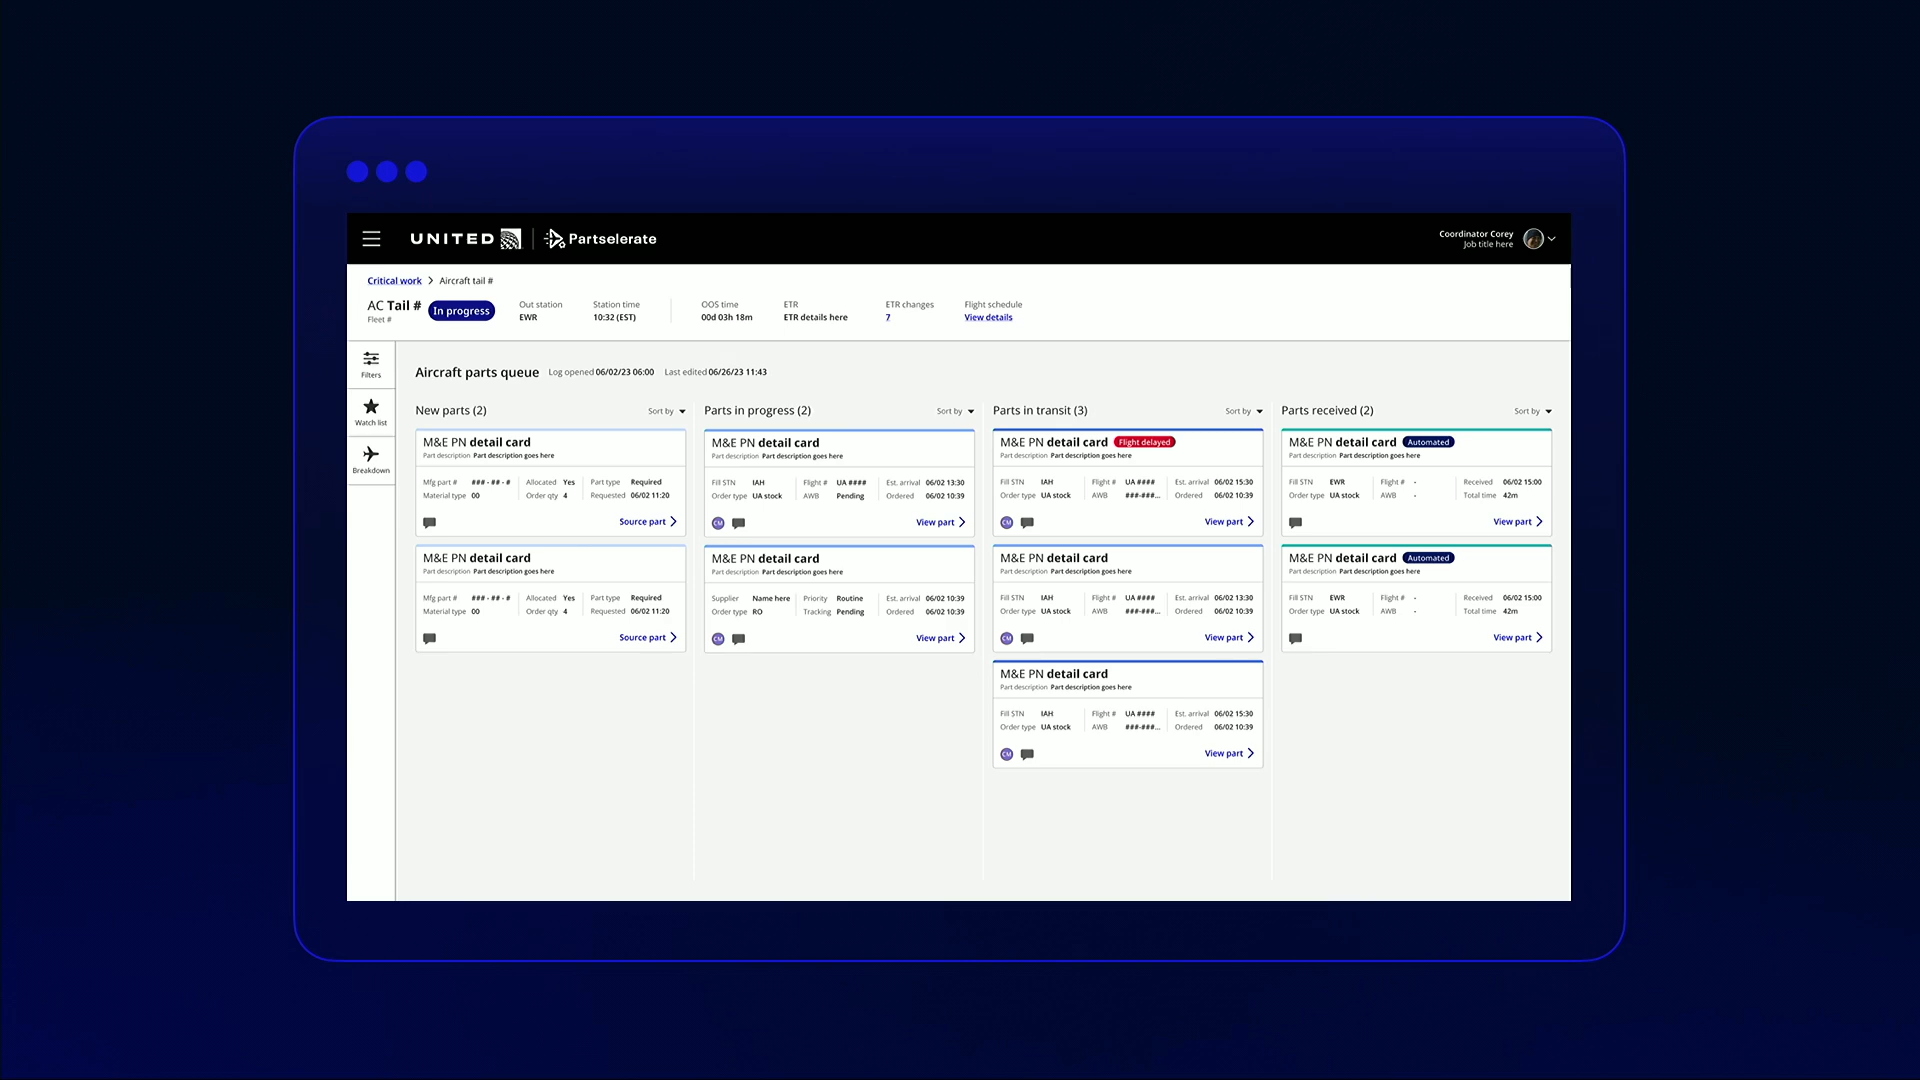 UNITED Partselerate
Coordinator Corey
Job title here
Critical work > Aircraft tail #
AC Tail #
Fleet #
In progress
Out station
EWR
Station time
10:32 (EST)
OOS time
00d 03h 18m
ETR
ETR details here
ETR changes
7
Flight schedule
View details
Filters
Watch list
Breakdown
Aircraft parts queue Log opened 06/02/23 06:00 Last edited 06/26/23 11:43
New parts (2) Sort by
M&E PN detail card
Part description Part description goes here
Mfg part # ### - ## - # Allocated Yes Part type Required
Material type 00 Order qty 4 Requested 06/02 11:20
Source part
M&E PN detail card
Part description Part description goes here
Mfg part # ### - ## - # Allocated Yes Part type Required
Material type 00 Order qty 4 Requested 06/02 11:20
Source part
Parts in progress (2) Sort by
M&E PN detail card
Part description Part description goes here
Fill STN IAH Flight # UA #### Est. arrival 06/02 13:30
Order type UA stock AWB Pending Ordered 06/02 10:39
CM View part
M&E PN detail card
Part description Part description goes here
Supplier Name here Priority Routine Est. arrival 06/02 10:39
Order type RO Tracking Pending Ordered 06/02 10:39
CM View part
Parts in transit (3) Sort by
M&E PN detail card Flight delayed
Part description Part description goes here
Fill STN IAH Flight # UA #### Est. arrival 06/02 15:30
Order type UA stock AWB ###-###... Ordered 06/02 10:39
CM View part
M&E PN detail card
Part description Part description goes here
Fill STN IAH Flight # UA #### Est. arrival 06/02 13:30
Order type UA stock AWB ###-###... Ordered 06/02 10:39
CM View part
M&E PN detail card
Part description Part description goes here
Fill STN IAH Flight # UA #### Est. arrival 06/02 15:30
Order type UA stock AWB ###-###... Ordered 06/02 10:39
CM View part
Parts received (2) Sort by
M&E PN detail card Automated
Part description Part description goes here
Fill STN EWR Flight # - Received 06/02 15:00
Order type UA stock AWB - Total time 42m
View part
M&E PN detail card Automated
Part description Part description goes here
Fill STN EWR Flight # - Received 06/02 15:00
Order type UA stock AWB - Total time 42m
View part